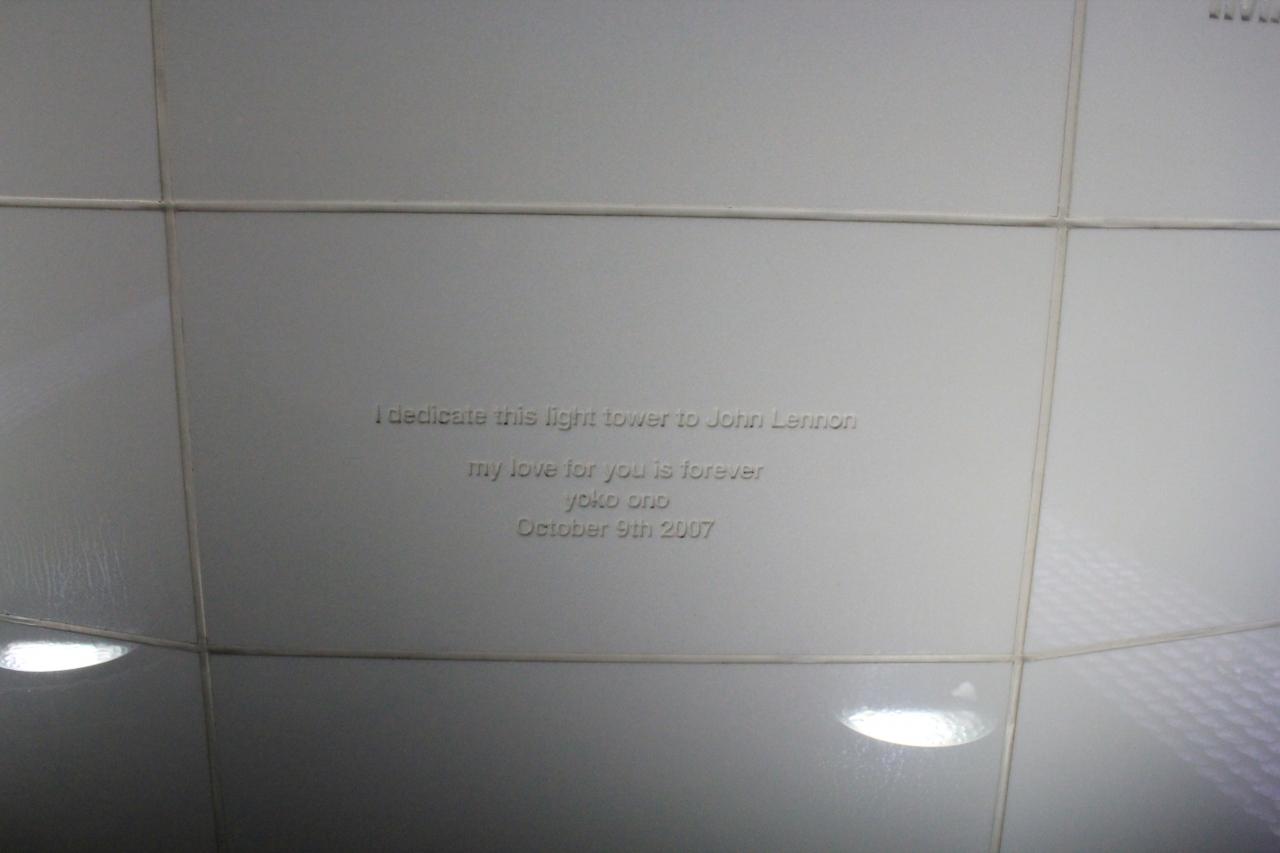 I dedicate this light tower to John Lennon
my love for you is forever
yoko ono
October 9th 2007